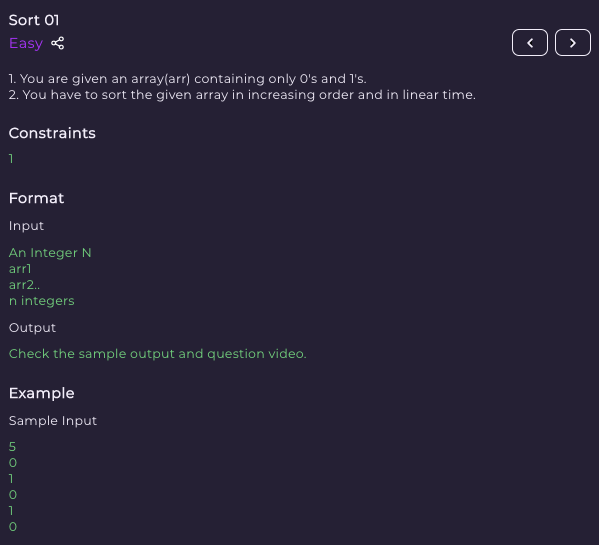 Sort 01
Easy
1. You are given an array(arr) containing only 0's and 1's.
2. You have to sort the given array in increasing order and in linear time.
Constraints
1
Format
Input
An Integer N
arr1
arr2..
n integers
Output
Check the sample output and question video.
Example
Sample Input
5
0
1
0
1
0